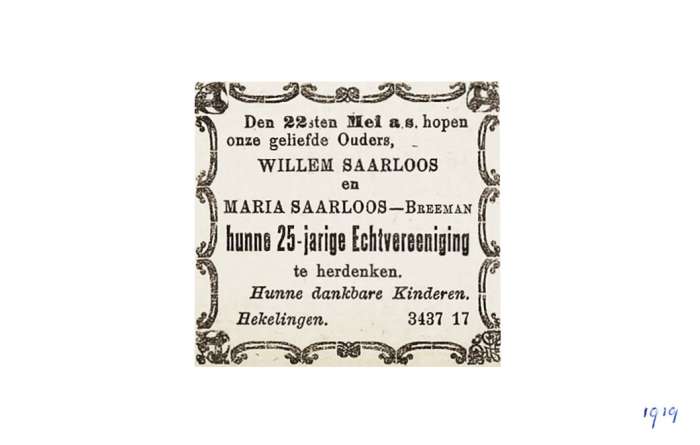 Den 22sten Mei a.s. hopen
onze geliefde Ouders,
WILLEM SAARLOOS
en
MARIA SAARLOOS—BREEMAN
hunne 25-jarige Echtvereeniging
te herdenken.
Hunne dankbare Kinderen.
Hekelingen. 3437 17
1919